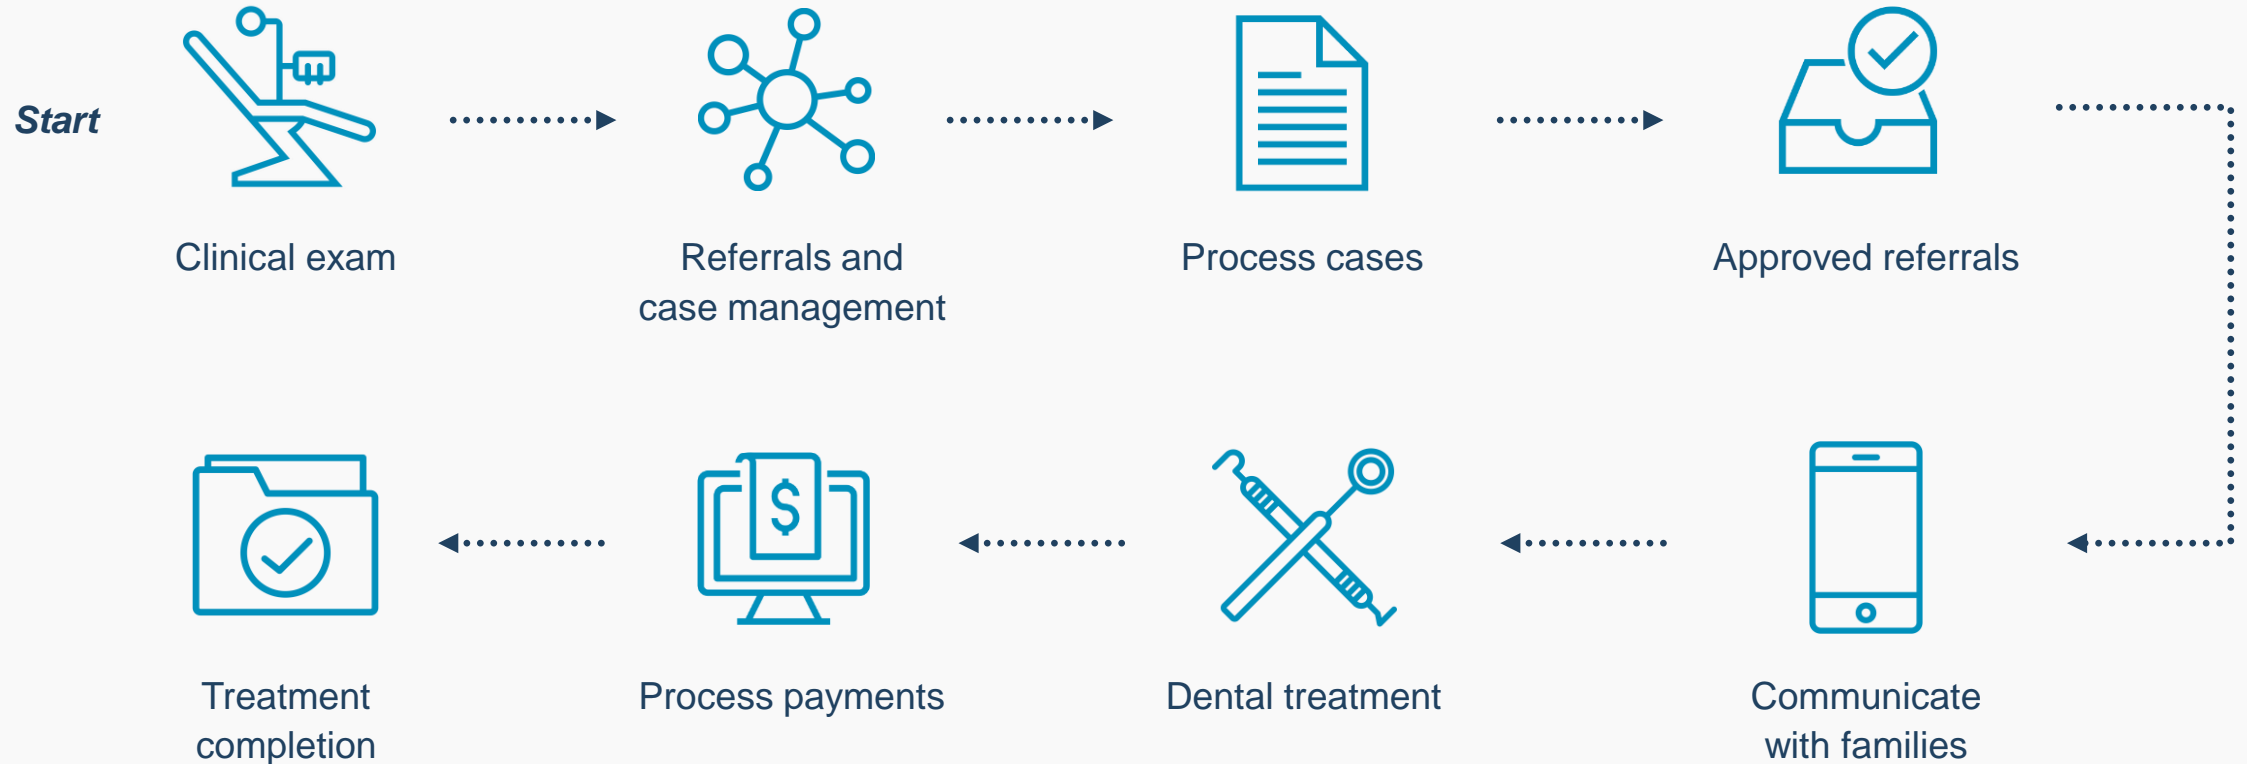 Start
Clinical exam
Referrals and
case management
Process cases
Approved referrals
$
Communicate
with families
Dental treatment
Process payments
Treatment
completion